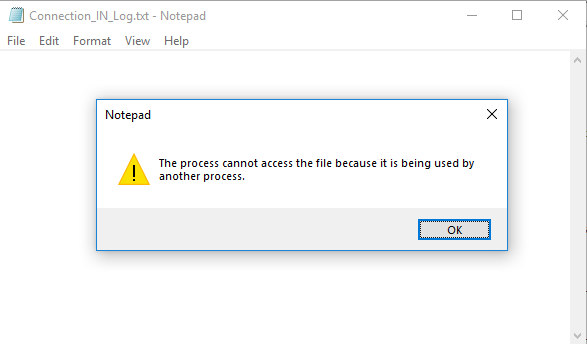 Connection_IN_Log.txt - Notepad
File Edit Format View Help
Notepad
The process cannot access the file because it is being used by
another process.
OK